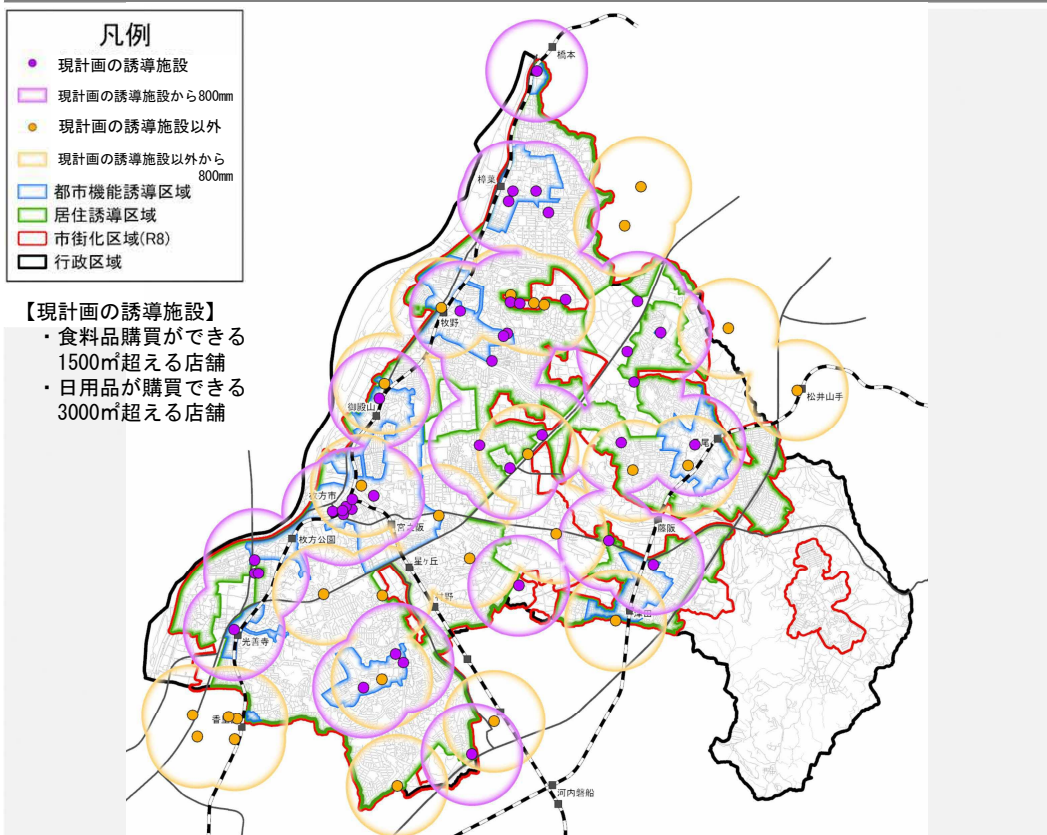 凡例
現計画の誘導施設
現計画の誘導施設から800mm
現計画の誘導施設以外
現計画の誘導施設以外から
800mm
都市機能誘導区域
居住誘導区域
市街化区域(R8)
行政区域
【現計画の誘導施設】
・食料品購買ができる
1500㎡超える店舗
・日用品が購買できる
3000㎡超える店舗
橋本
樟葉
牧野
御殿山
松井山手
尾
枚方市
宮之阪
枚方公園
藤阪
星ヶ丘
村野
津田
光善寺
香里
河内磐船